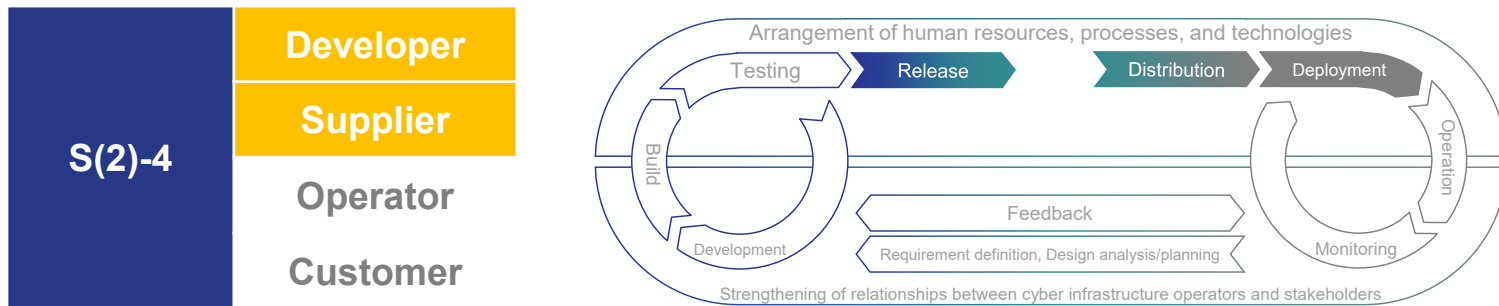 S(2)-4
Developer
Supplier
Operator
Customer
Arrangement of human resources, processes, and technologies
Testing
Release
Distribution
Deployment
Build
Operation
Feedback
Development
Requirement definition, Design analysis/planning
Monitoring
Strengthening of relationships between cyber infrastructure operators and stakeholders